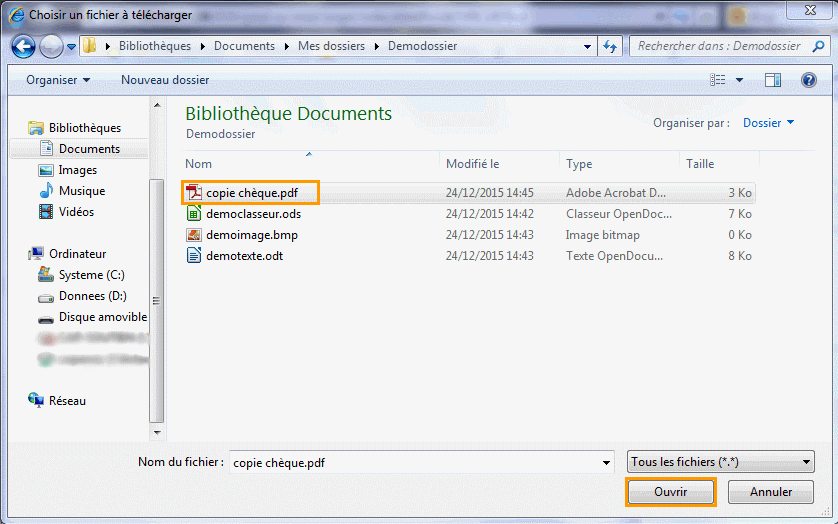 Choisir un fichier à télécharger
Bibliothèques Documents Mes dossiers Demodossier
Rechercher dans : Demodossier
Organiser Nouveau dossier
Bibliothèques
Documents
Images
Musique
Vidéos
Ordinateur
Systeme (C:)
Donnees (D:)
Disque amovible
Réseau
Bibliothèque Documents
Demodossier
Organiser par : Dossier
Nom Modifié le Type Taille
copie chèque.pdf 24/12/2015 14:45 Adobe Acrobat D... 3 Ko
democlasseur.ods 24/12/2015 14:42 Classeur OpenDoc... 7 Ko
demoimage.bmp 24/12/2015 14:43 Image bitmap 0 Ko
demotexte.odt 24/12/2015 14:43 Texte OpenDocu... 8 Ko
Nom du fichier : copie chèque.pdf Tous les fichiers (*.*)
Ouvrir Annuler